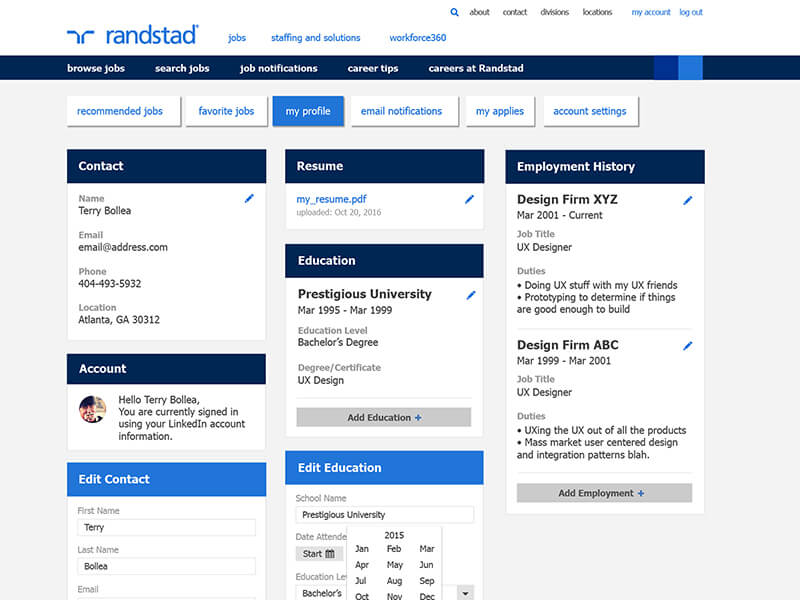 about contact divisions locations my account log out
randstad
jobs staffing and solutions workforce360
browse jobs search jobs job notifications career tips careers at Randstad
recommended jobs favorite jobs my profile email notifications my applies account settings
Contact
Name
Terry Bollea
Email
email@address.com
Phone
404-493-5932
Location
Atlanta, GA 30312
Account
Hello Terry Bollea,
You are currently signed in
using your LinkedIn account
information.
Edit Contact
First Name
Terry
Last Name
Bollea
Email
Resume
my_resume.pdf
uploaded: Oct 20, 2016
Education
Prestigious University
Mar 1995 - Mar 1999
Education Level
Bachelor's Degree
Degree/Certificate
UX Design
Add Education +
Edit Education
School Name
Prestigious University
Date Attende
Start
2015
Jan Feb Mar
Apr May Jun
Jul Aug Sep
Oct Nov Dec
Education Le
Bachelor's
Employment History
Design Firm XYZ
Mar 2001 - Current
Job Title
UX Designer
Duties
• Doing UX stuff with my UX friends
• Prototyping to determine if things
are good enough to build
Design Firm ABC
Mar 1999 - Mar 2001
Job Title
UX Designer
Duties
• UXing the UX out of all the products
• Mass market user centered design
and integration patterns blah.
Add Employment +